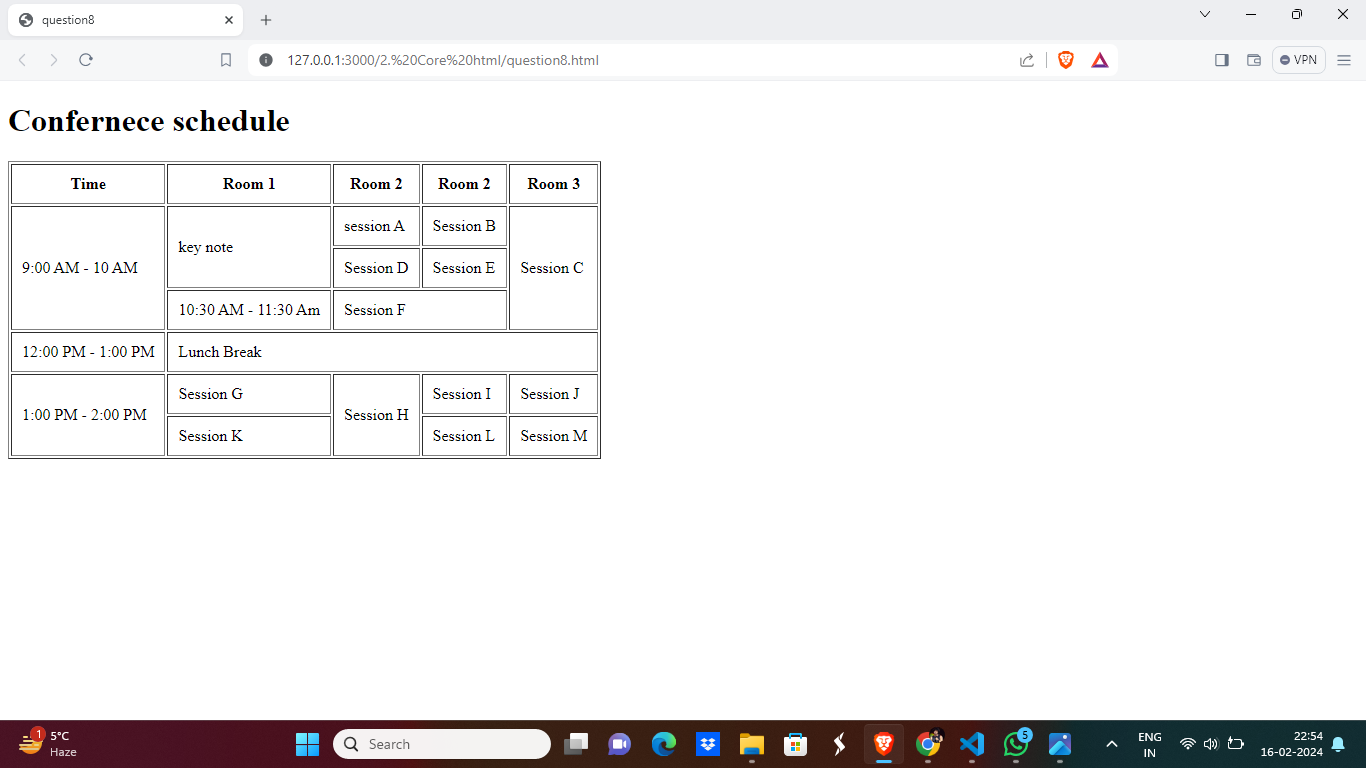 question8
127.0.0.1:3000/2.%20Core%20html/question8.html
VPN
Confernece schedule
Time Room 1 Room 2 Room 2 Room 3
9:00 AM - 10 AM key note session A Session B Session C
Session D Session E
10:30 AM - 11:30 Am Session F
12:00 PM - 1:00 PM Lunch Break
1:00 PM - 2:00 PM Session G Session H Session I Session J
Session K Session L Session M
1 5°C
Haze
Search
5
ENG
IN
22:54
16-02-2024